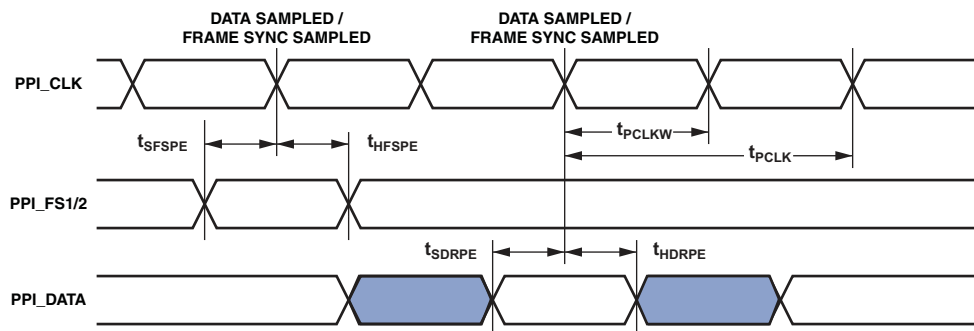 DATA SAMPLED /
FRAME SYNC SAMPLED
DATA SAMPLED /
FRAME SYNC SAMPLED
PPI_CLK
tSFSPE
tHFSPE
tPCLKW
tPCLK
PPI_FS1/2
tSDRPE
tHDRPE
PPI_DATA